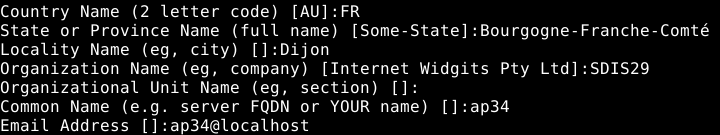 Country Name (2 letter code) [AU]:FR
State or Province Name (full name) [Some-State]:Bourgogne-Franche-Comté
Locality Name (eg, city) []:Dijon
Organization Name (eg, company) [Internet Widgits Pty Ltd]:SDIS29
Organizational Unit Name (eg, section) []:
Common Name (e.g. server FQDN or YOUR name) []:ap34
Email Address []:ap34@localhost